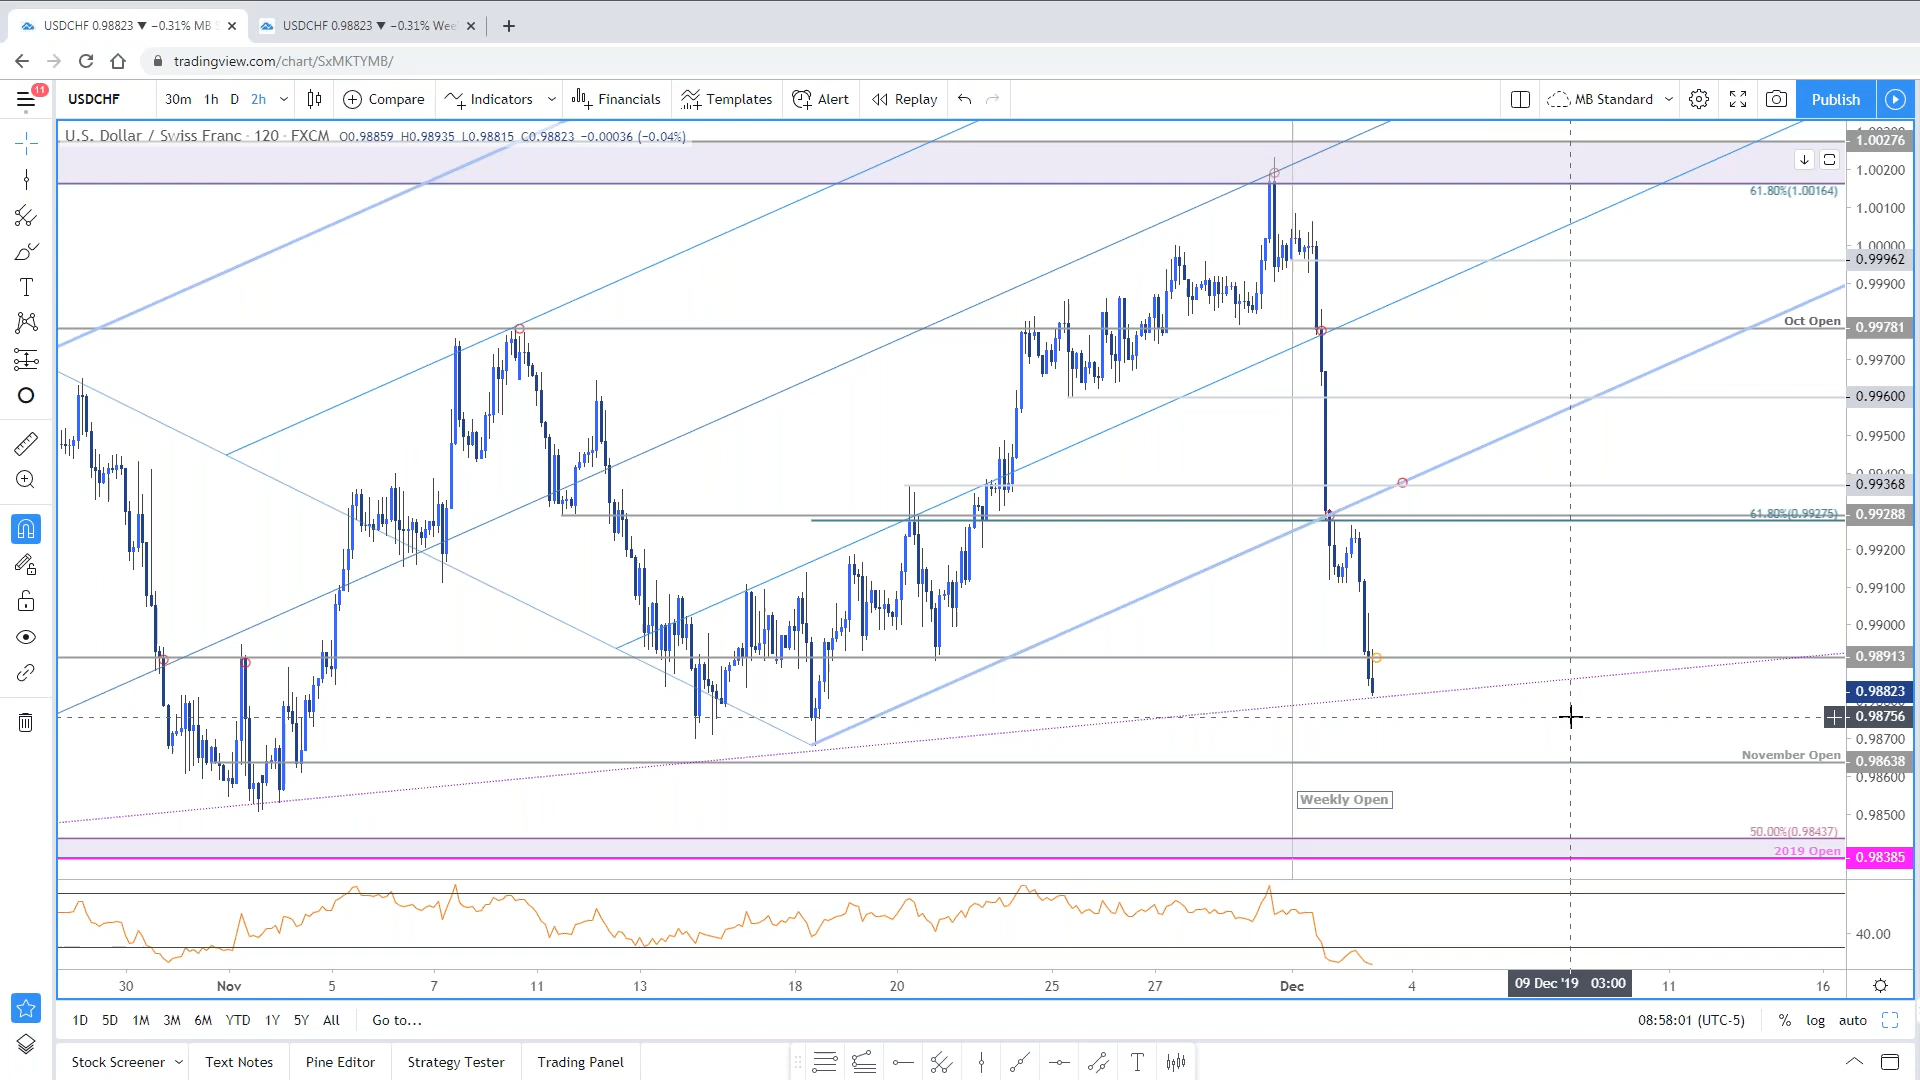 USDCHF 0.98823 ▼ −0.31% MB
USDCHF 0.98823 ▼ −0.31% Wee
tradingview.com/chart/SxMKTYMB/
11
USDCHF
30m 1h D 2h
Compare
Indicators
Financials
Templates
Alert
Replay
MB Standard
Publish
U.S. Dollar / Swiss Franc · 120 · FXCM O0.98859 H0.98935 L0.98815 C0.98823 −0.00036 (−0.04%)
1.00276
1.00200
61.80%(1.00164)
1.00100
1.00000
0.99962
0.99900
Oct Open
0.99781
0.99700
0.99600
0.99500
0.99400
0.99368
61.80%(0.99275)
0.99288
0.99200
0.99100
0.99000
0.98913
0.98823
0.98756
0.98700
November Open
0.98638
0.98600
Weekly Open
0.98500
50.00%(0.98437)
2019 Open
0.98385
40.00
30 Nov 5 7 11 13 18 20 25 27 Dec 4 09 Dec '19 03:00 11 16
1D 5D 1M 3M 6M YTD 1Y 5Y All Go to...
08:58:01 (UTC-5) % log auto
Stock Screener Text Notes Pine Editor Strategy Tester Trading Panel